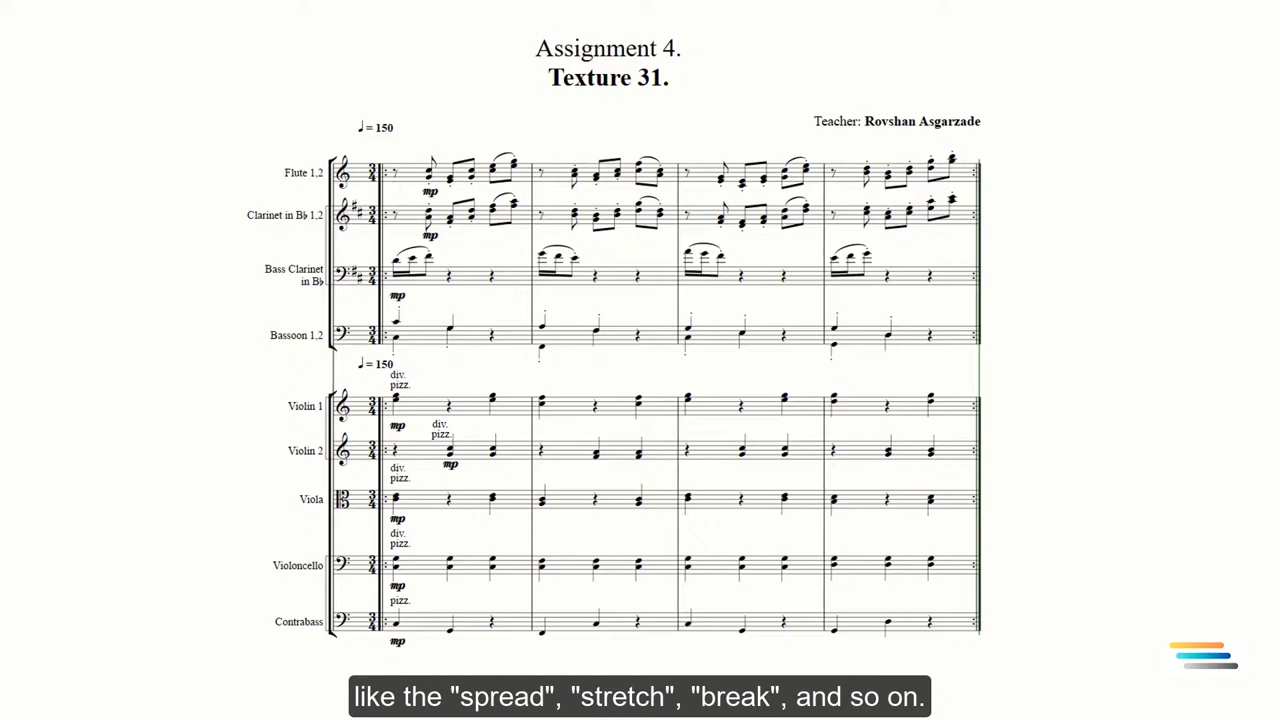 Assignment 4.
Texture 31.
Teacher: Rovshan Asgarzade
♩ = 150
Flute 1,2
mp
Clarinet in B♭ 1,2
mp
Bass Clarinet
in B♭
mp
Bassoon 1,2
♩ = 150
div.
pizz.
Violin 1
mp
div.
pizz.
Violin 2
mp
div.
pizz.
Viola
mp
div.
pizz.
Violoncello
mp
pizz.
Contrabass
mp
like the "spread", "stretch", "break", and so on.